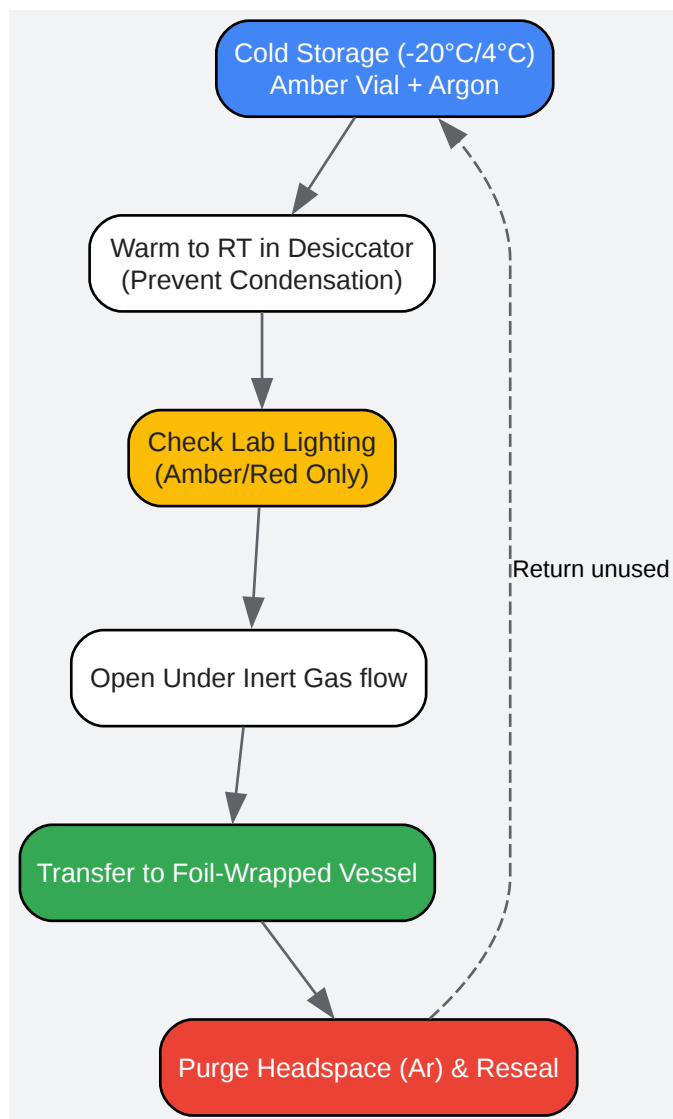 Cold Storage (-20°C/4°C)
Amber Vial + Argon
Warm to RT in Desiccator
(Prevent Condensation)
Check Lab Lighting
(Amber/Red Only)
Open Under Inert Gas flow
Return unused
Transfer to Foil-Wrapped Vessel
Purge Headspace (Ar) & Reseal